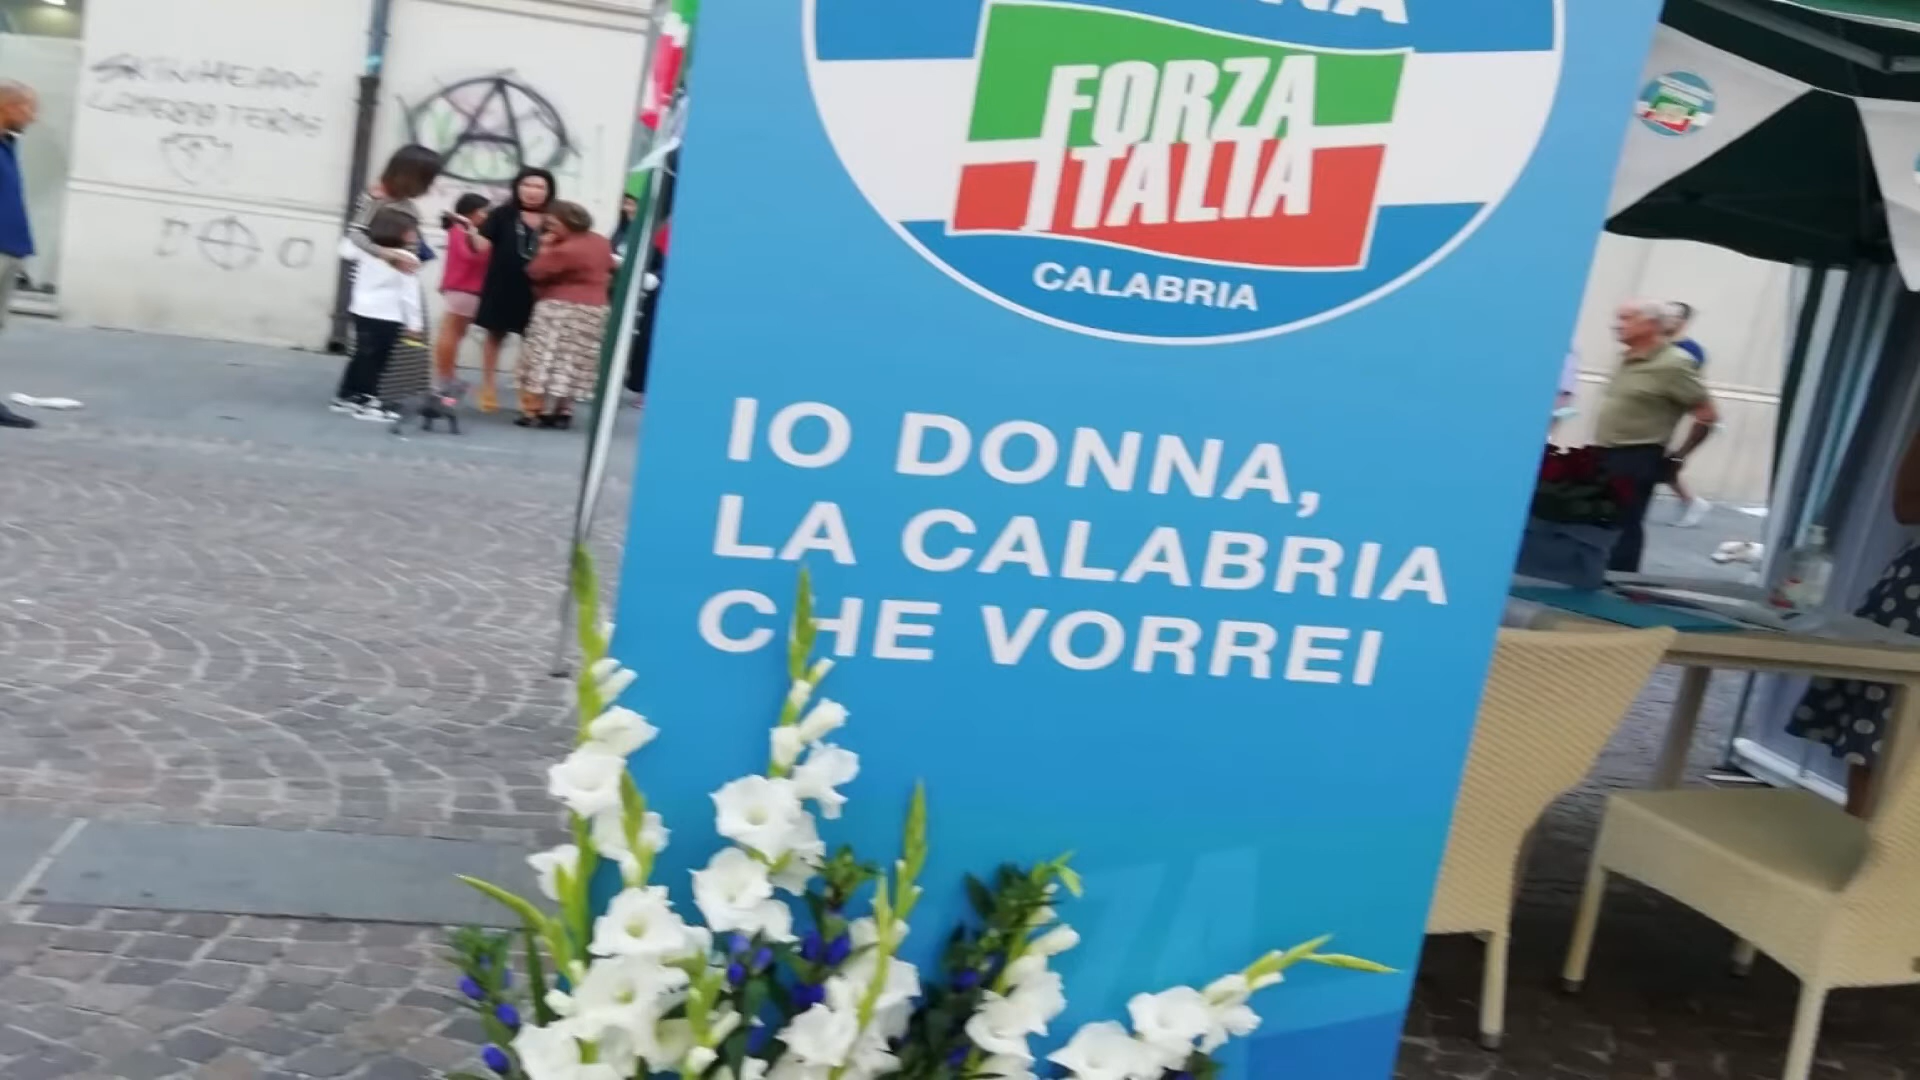 FORZA
ITALIA
CALABRIA
IO DONNA,
LA CALABRIA
CHE VORREI